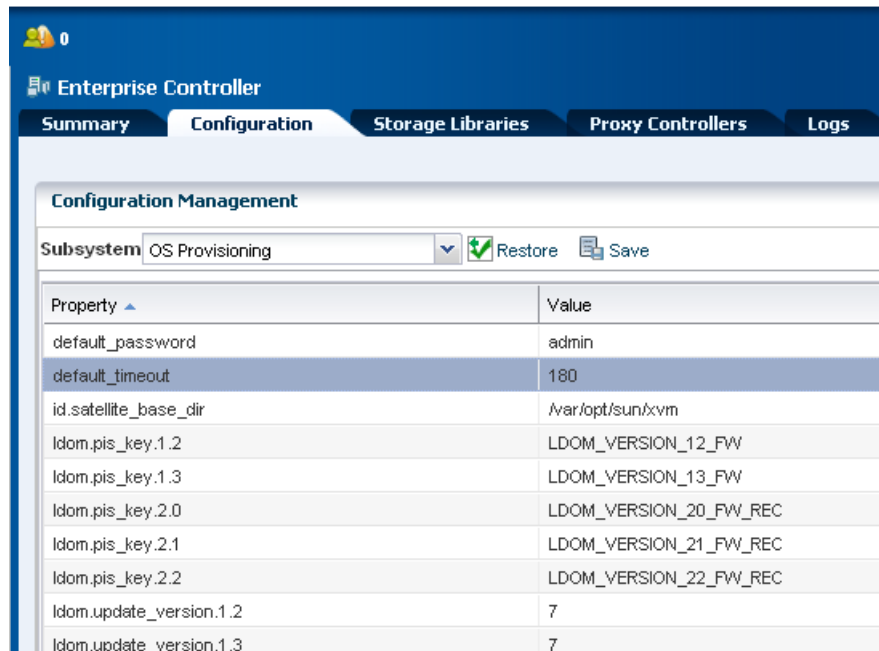 0
Enterprise Controller
Summary Configuration Storage Libraries Proxy Controllers Logs
Configuration Management
Subsystem OS Provisioning Restore Save
Property Value
default_password admin
default_timeout 180
id.satellite_base_dir /var/opt/sun/xvm
ldom.pis_key.1.2 LDOM_VERSION_12_FW
ldom.pis_key.1.3 LDOM_VERSION_13_FW
ldom.pis_key.2.0 LDOM_VERSION_20_FW_REC
ldom.pis_key.2.1 LDOM_VERSION_21_FW_REC
ldom.pis_key.2.2 LDOM_VERSION_22_FW_REC
ldom.update_version.1.2 7
ldom.update_version.1.3 7